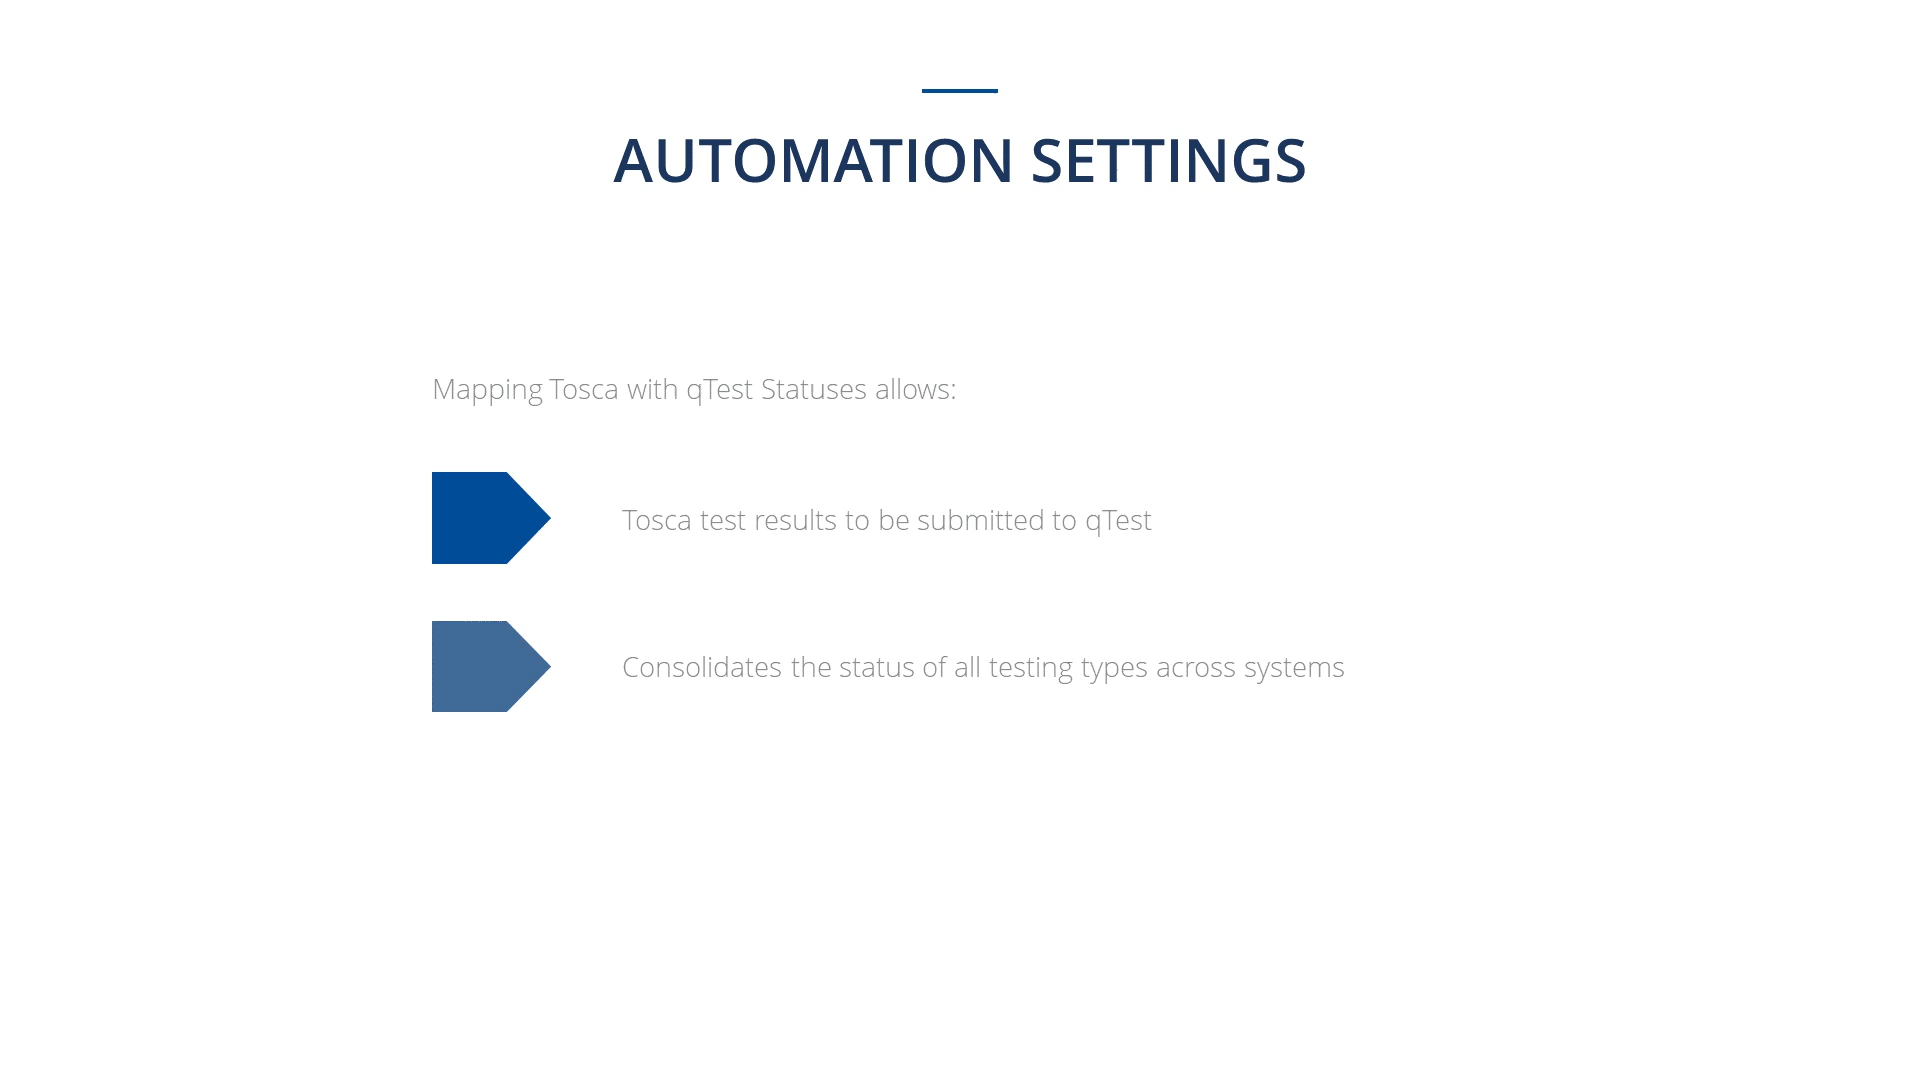 AUTOMATION SETTINGS
Mapping Tosca with qTest Statuses allows:
Tosca test results to be submitted to qTest
Consolidates the status of all testing types across systems